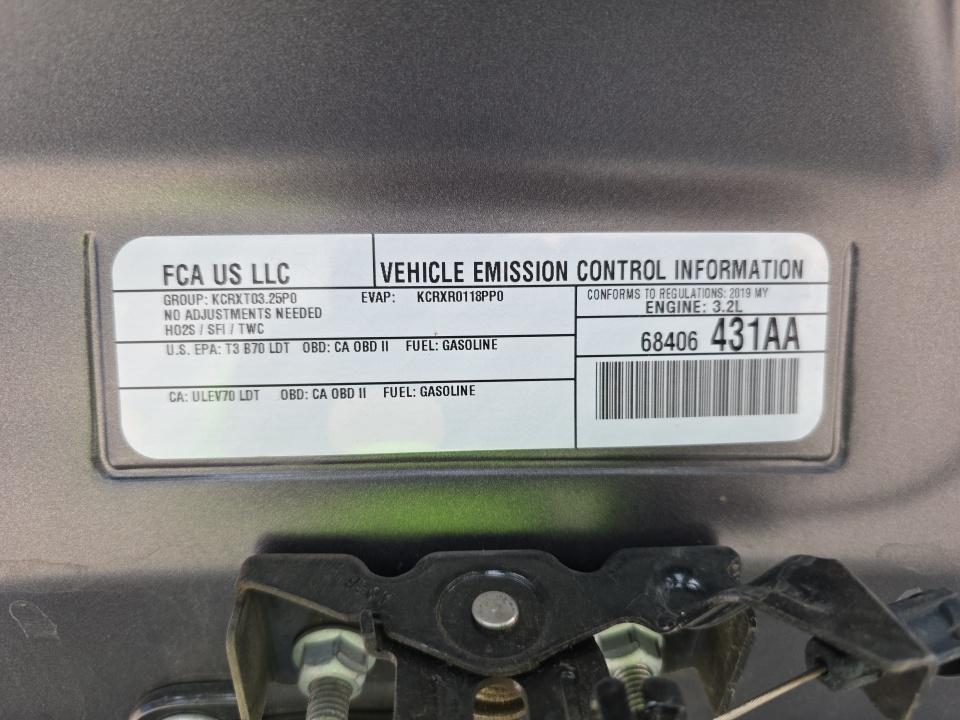 FCA US LLC
VEHICLE EMISSION CONTROL INFORMATION
GROUP: KCRXT03.25P0 EVAP: KCRXR0118PP0
NO ADJUSTMENTS NEEDED
HO2S / SFI / TWC
CONFORMS TO REGULATIONS: 2019 MY
ENGINE: 3.2L
68406 431AA
U.S. EPA: T3 B70 LDT OBD: CA OBD II FUEL: GASOLINE
CA: ULEV70 LDT OBD: CA OBD II FUEL: GASOLINE